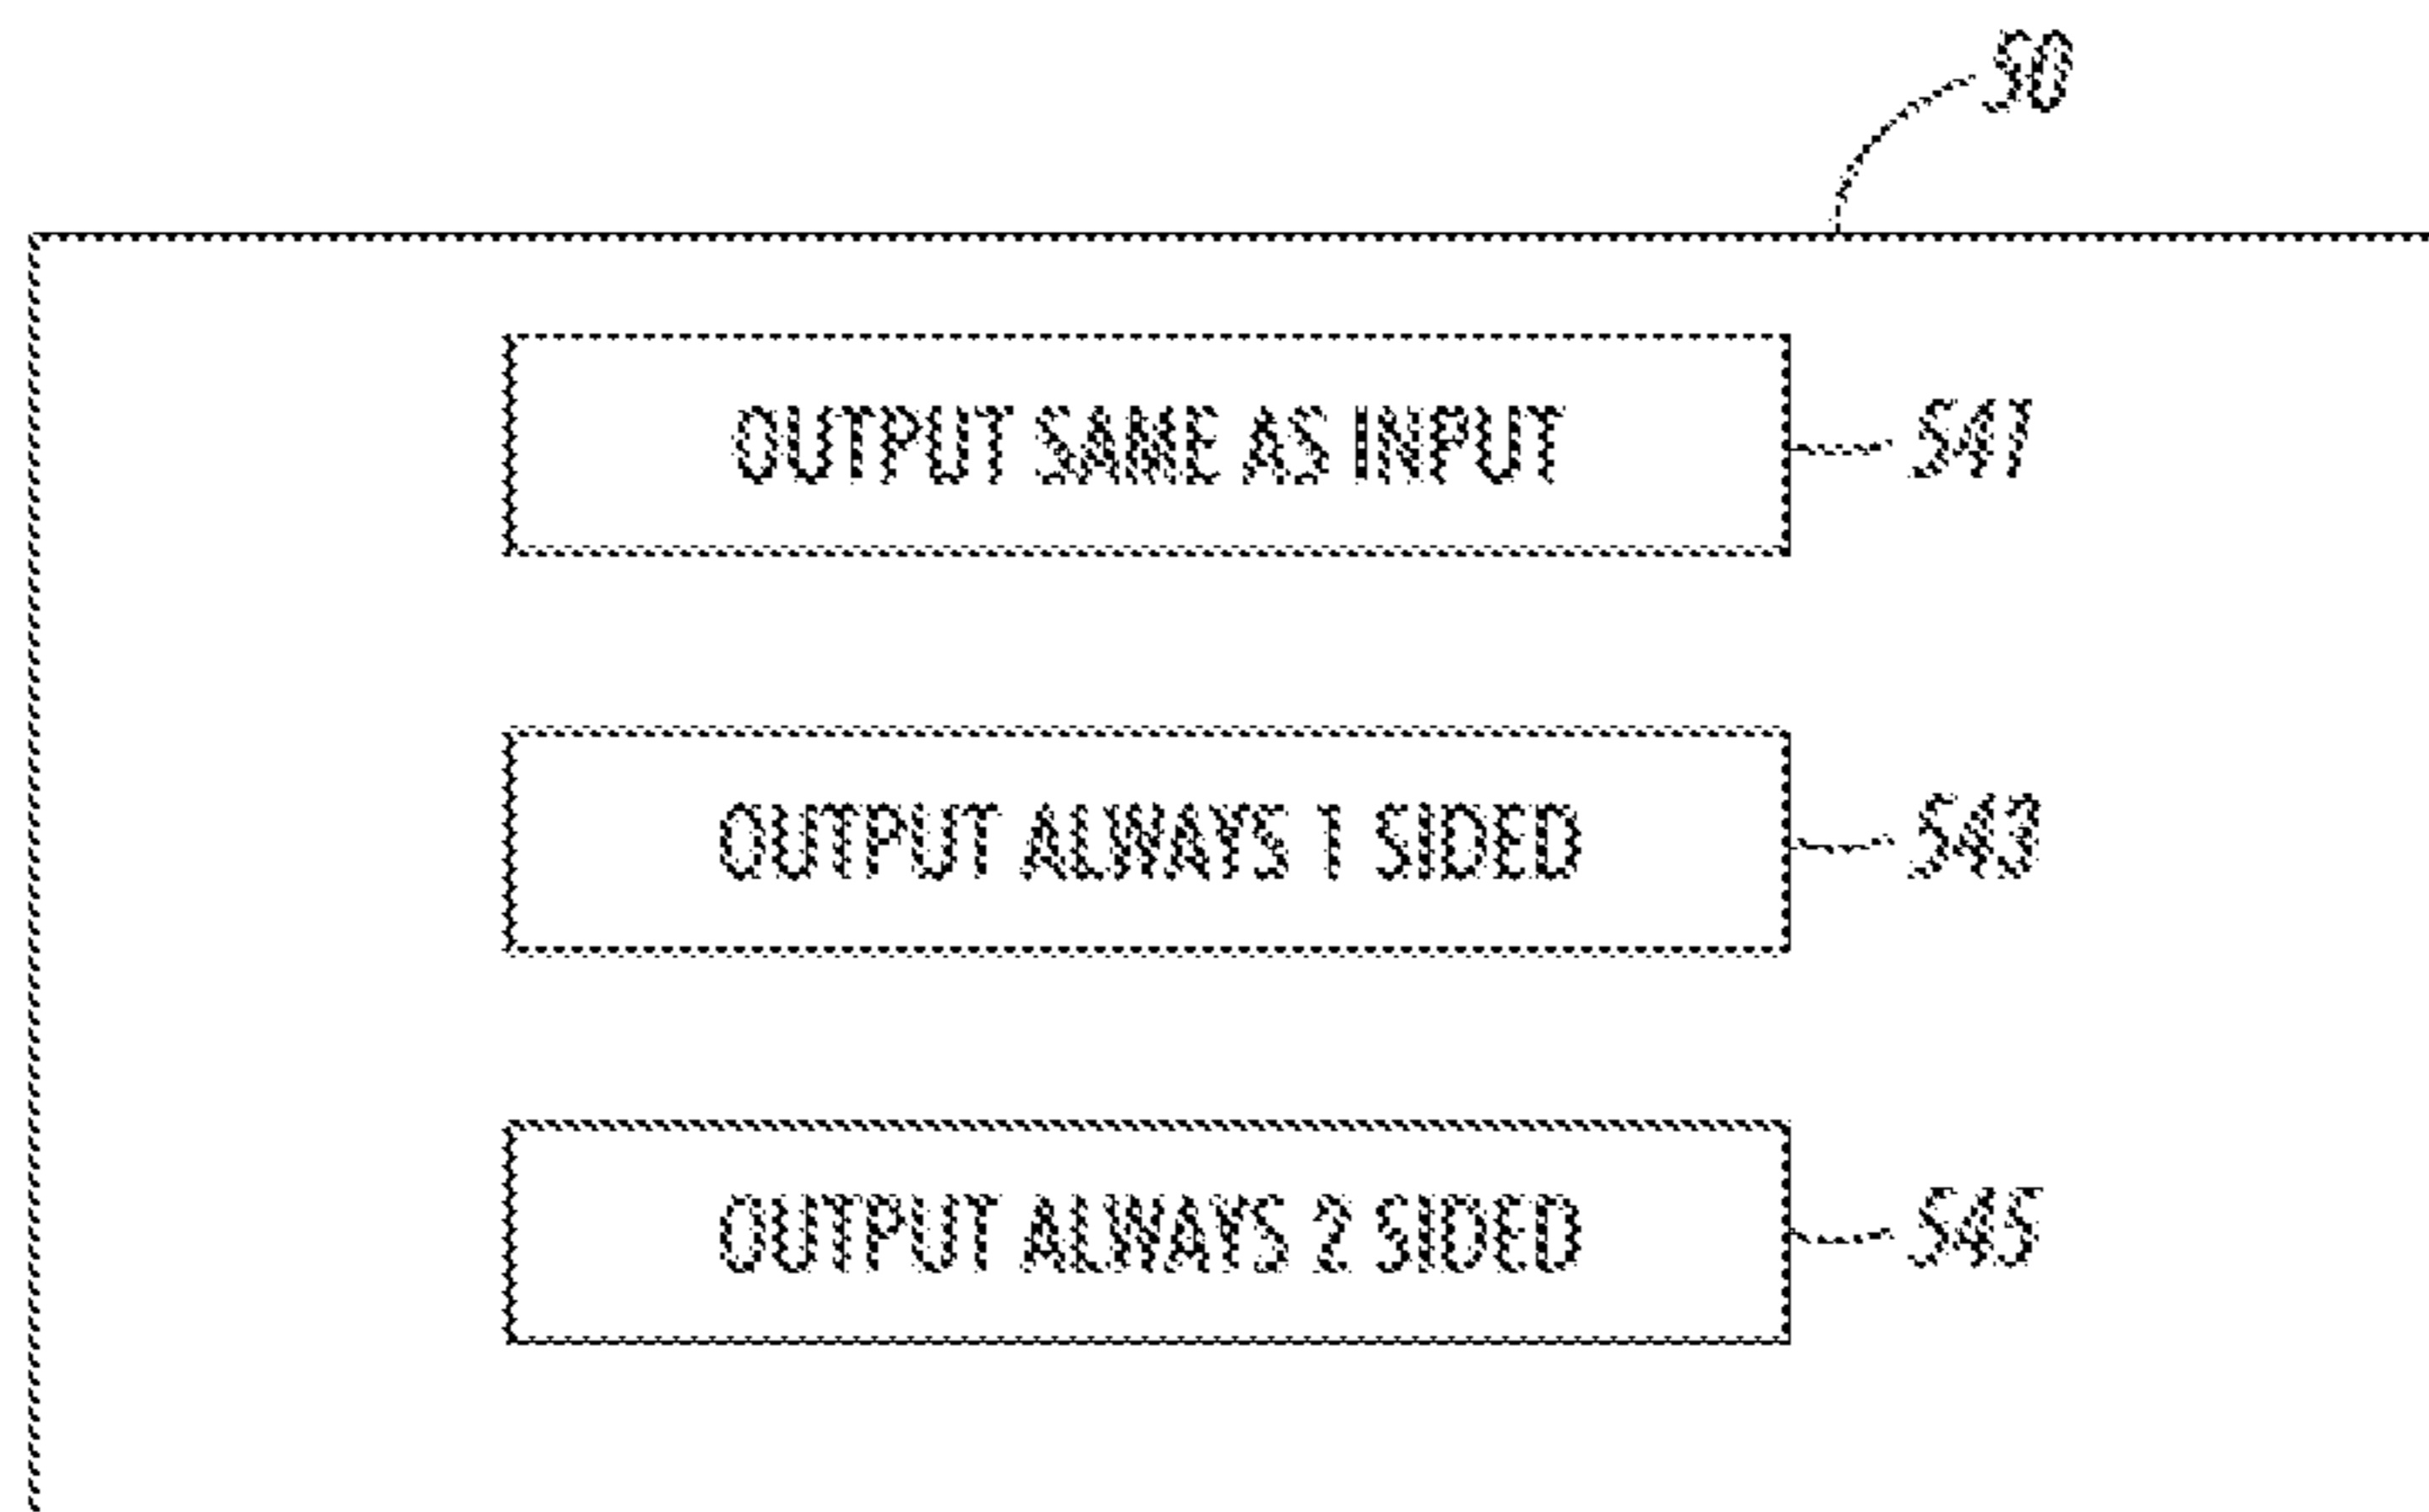 50
OUTPUT SAME AS INPUT
541
OUTPUT ALWAYS 1 SIDED
543
OUTPUT ALWAYS 2 SIDED
545